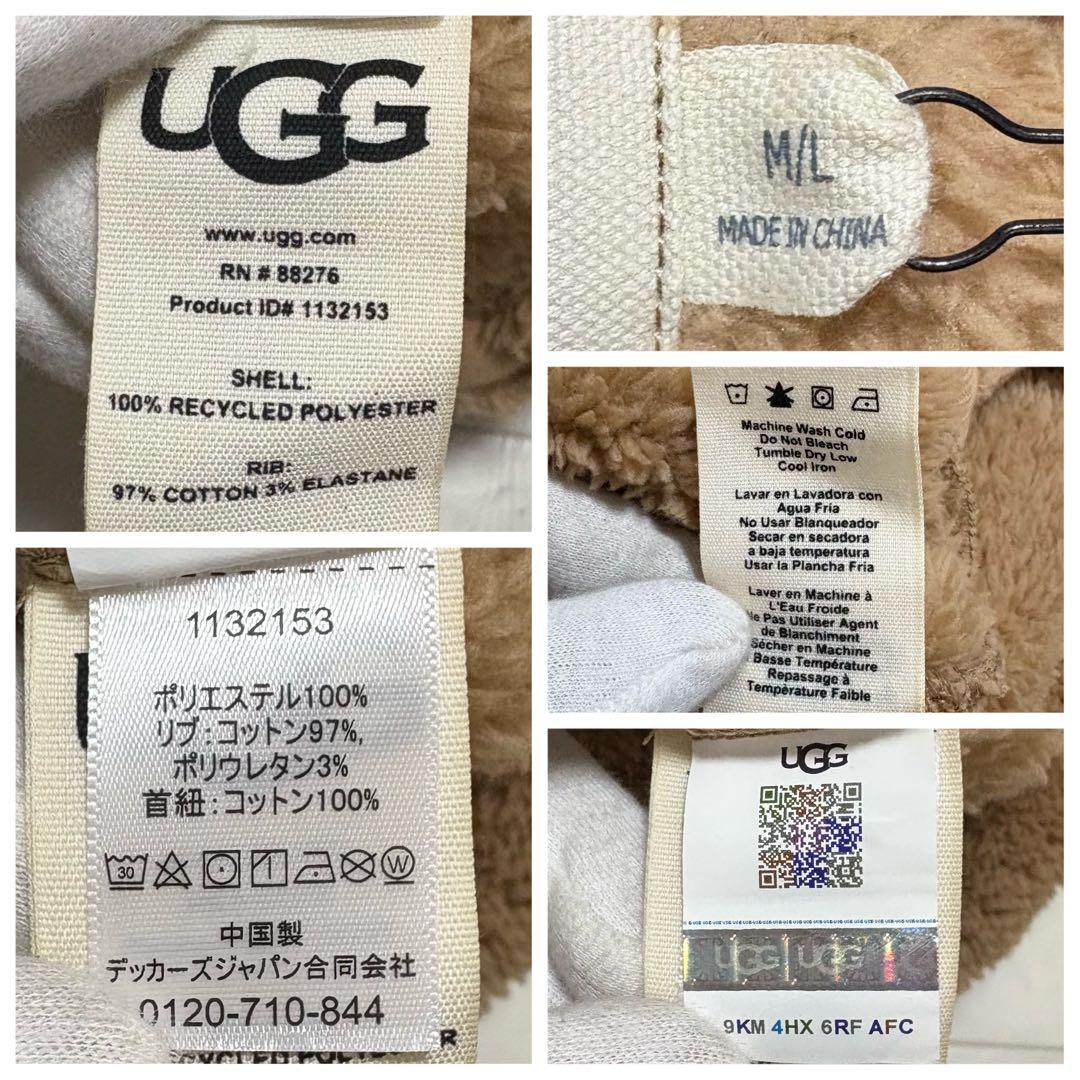 UGG
www.ugg.com
RN # 88276
Product ID# 1132153
SHELL:
100% RECYCLED POLYESTER
RIB:
97% COTTON 3% ELASTANE
M/L
MADE IN CHINA
Machine Wash Cold
Do Not Bleach
Tumble Dry Low
Cool Iron
Lavar en Lavadora con
Agua Fría
No Usar Blanqueador
Secar en secadora
a baja temperatura
Usar la Plancha Fria
Laver en Machine à
L'Eau Froide
Pas Utiliser Agent
de Blanchiment
Sécher en Machine
Basse Température
Repassage à
Température Faible
1132153
ポリエステル100%
リブ:コットン97%,
ポリウレタン3%
首紐:コットン100%
30
W
中国製
デッカーズジャパン合同会社
0120-710-844
UGG
UGG UGG
9KM 4HX 6RF AFC